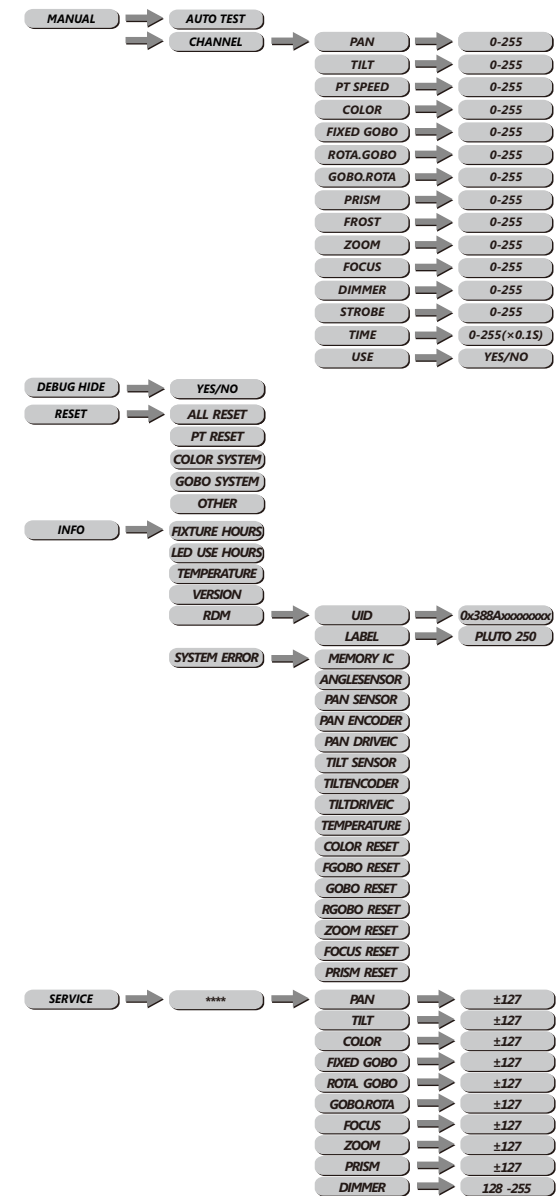 MANUAL AUTO TEST
CHANNEL PAN 0-255
TILT 0-255
PT SPEED 0-255
COLOR 0-255
FIXED GOBO 0-255
ROTA.GOBO 0-255
GOBO.ROTA 0-255
PRISM 0-255
FROST 0-255
ZOOM 0-255
FOCUS 0-255
DIMMER 0-255
STROBE 0-255
TIME 0-255(×0.1S)
USE YES/NO
DEBUG HIDE YES/NO
RESET ALL RESET
PT RESET
COLOR SYSTEM
GOBO SYSTEM
OTHER
INFO FIXTURE HOURS
LED USE HOURS
TEMPERATURE
VERSION
RDM UID 0x388Axxxxxxxx
LABEL PLUTO 250
SYSTEM ERROR MEMORY IC
ANGLESENSOR
PAN SENSOR
PAN ENCODER
PAN DRIVEIC
TILT SENSOR
TILTENCODER
TILTDRIVEIC
TEMPERATURE
COLOR RESET
FGOBO RESET
GOBO RESET
RGOBO RESET
ZOOM RESET
FOCUS RESET
PRISM RESET
SERVICE **** PAN ±127
TILT ±127
COLOR ±127
FIXED GOBO ±127
ROTA. GOBO ±127
GOBO.ROTA ±127
FOCUS ±127
ZOOM ±127
PRISM ±127
DIMMER 128 -255